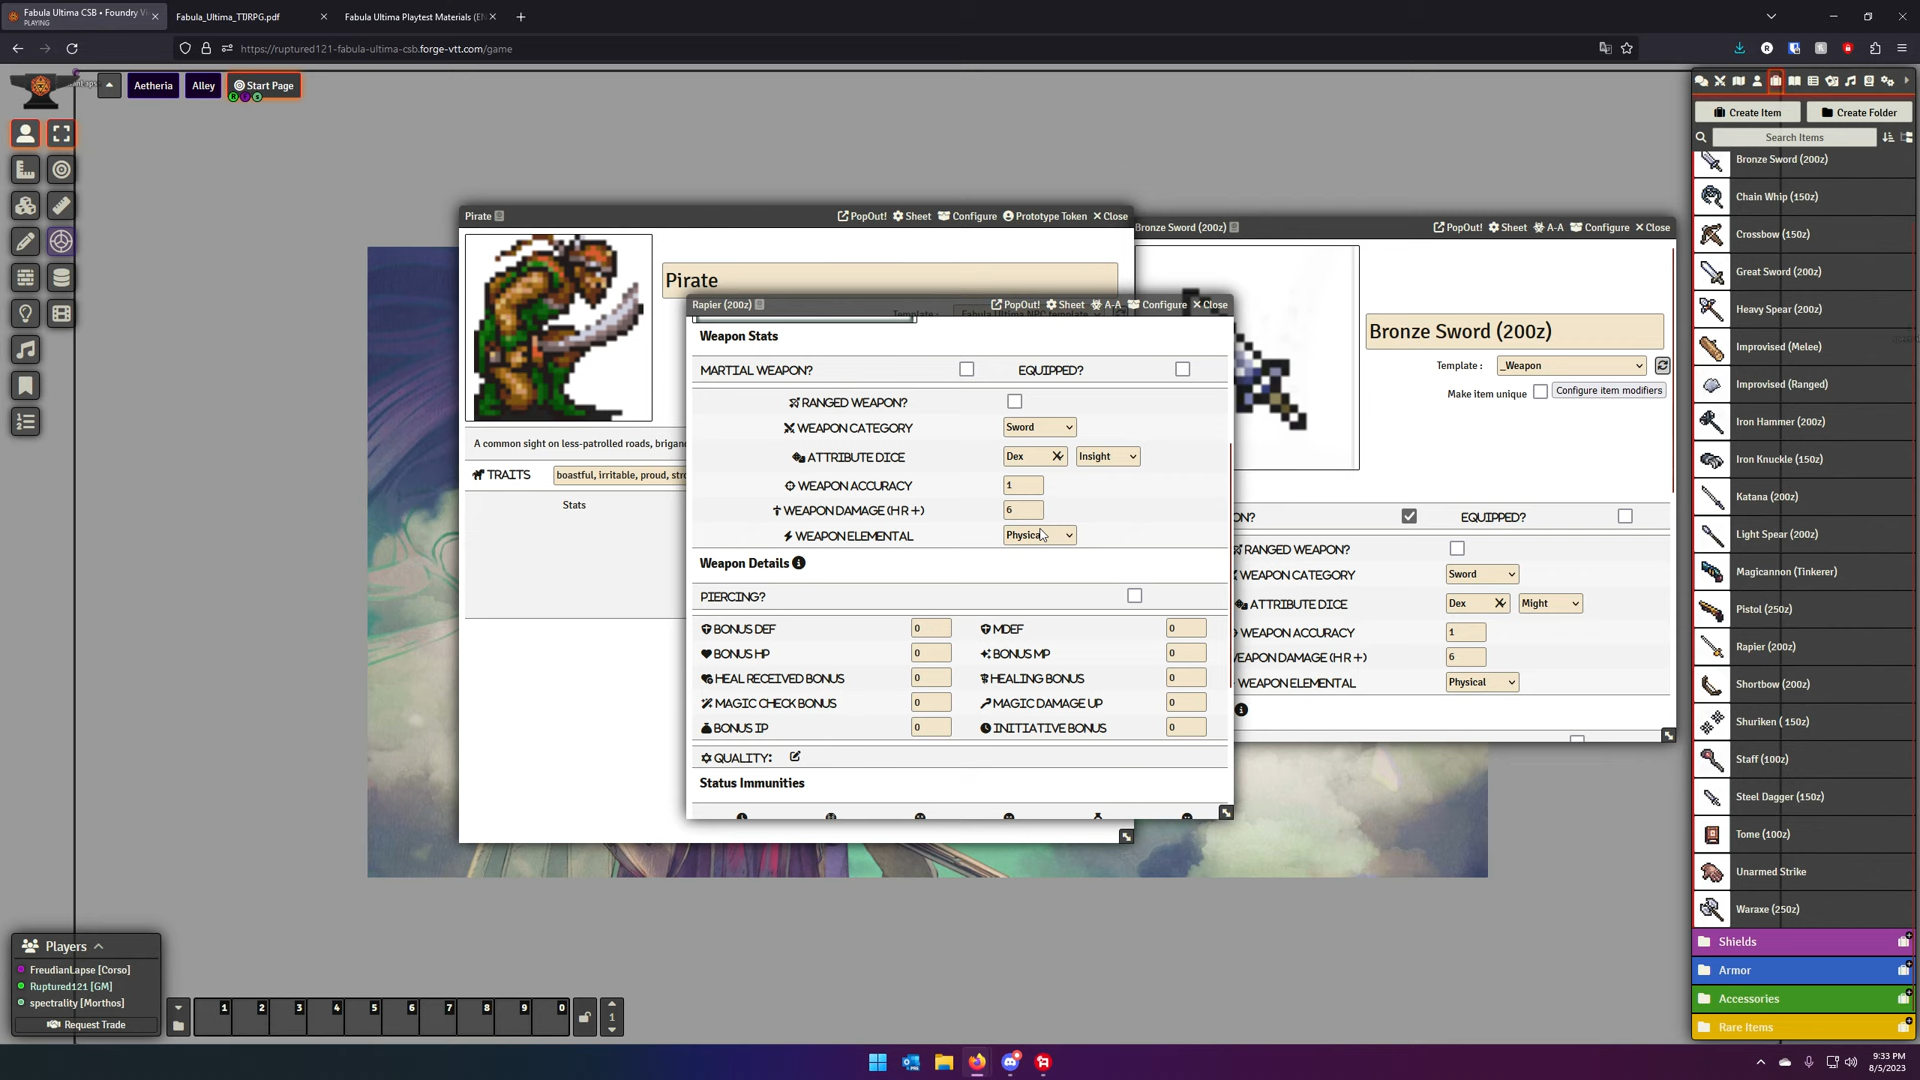 Fabula Ultima CSB • Foundry Vi
PLAYING
Fabula_Ultima_TTJRPG.pdf
Fabula Ultima Playtest Materials (EN
https://ruptured121-fabula-ultima-csb.forge-vtt.com/game
Aetheria
Alley
Start Page
Create Item
Create Folder
Search Items
Bronze Sword (200z)
Chain Whip (150z)
Crossbow (150z)
Great Sword (200z)
Heavy Spear (200z)
Improvised (Melee)
Improvised (Ranged)
Iron Hammer (200z)
Iron Knuckle (150z)
Katana (200z)
Light Spear (200z)
Magicannon (Tinkerer)
Pistol (250z)
Rapier (200z)
Shortbow (200z)
Shuriken ( 150z)
Staff (100z)
Steel Dagger (150z)
Tome (100z)
Unarmed Strike
Waraxe (250z)
Shields
Armor
Accessories
Rare Items
Pirate
PopOut! Sheet Configure Prototype Token Close
Pirate
A common sight on less-patrolled roads, brigan
TRAITS
boastful, irritable, proud, stro
Stats
Bronze Sword (200z)
PopOut! Sheet A-A Configure Close
Bronze Sword (200z)
Template : _Weapon
Make item unique
Configure item modifiers
ON?
EQUIPPED?
RANGED WEAPON?
WEAPON CATEGORY Sword
ATTRIBUTE DICE Dex Might
WEAPON ACCURACY 1
EAPON DAMAGE (H R +) 6
WEAPON ELEMENTAL Physical
Rapier (200z)
PopOut! Sheet A-A Configure Close
Weapon Stats
MARTIAL WEAPON?
EQUIPPED?
RANGED WEAPON?
WEAPON CATEGORY Sword
ATTRIBUTE DICE Dex Insight
WEAPON ACCURACY 1
WEAPON DAMAGE (H R +) 6
WEAPON ELEMENTAL Physical
Weapon Details
PIERCING?
BONUS DEF 0 MDEF 0
BONUS HP 0 BONUS MP 0
HEAL RECEIVED BONUS 0 HEALING BONUS 0
MAGIC CHECK BONUS 0 MAGIC DAMAGE UP 0
BONUS IP 0 INITIATIVE BONUS 0
QUALITY:
Status Immunities
Players
FreudianLapse [Corso]
Ruptured121 [GM]
spectrality [Morthos]
Request Trade
1 2 3 4 5 6 7 8 9 0
1
9:33 PM
8/5/2023